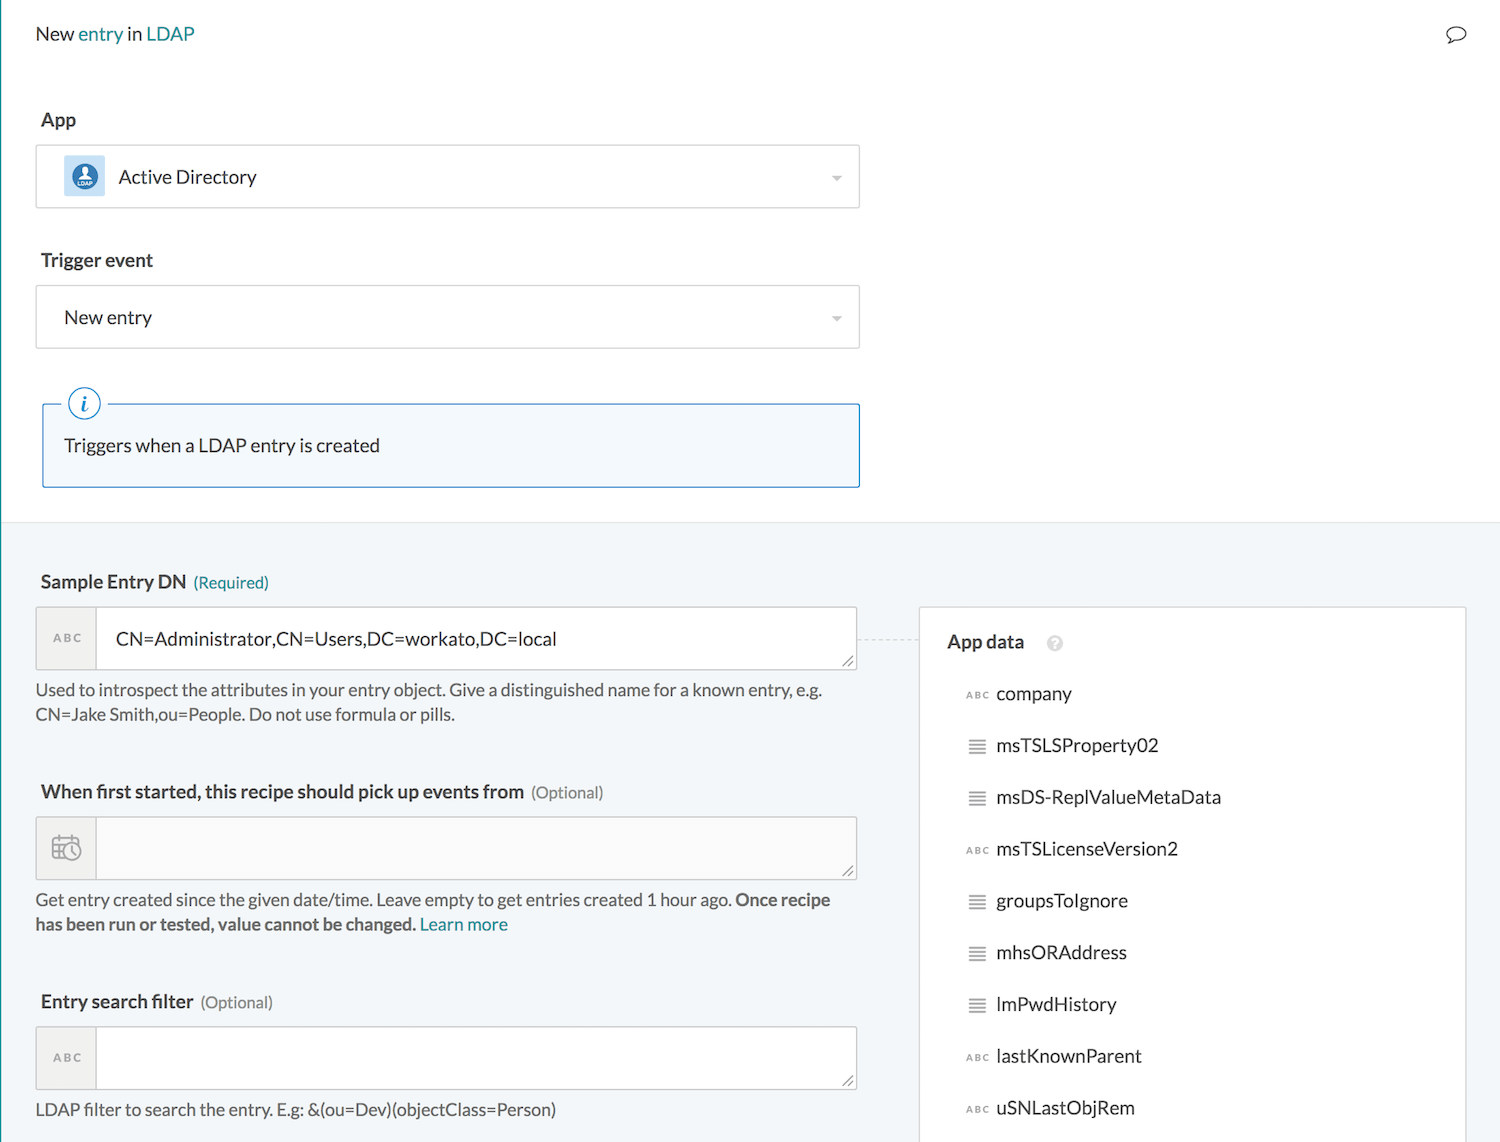 New entry in LDAP
App
LDAP
Active Directory
Trigger event
New entry
i
Triggers when a LDAP entry is created
Sample Entry DN (Required)
ABC
CN=Administrator,CN=Users,DC=workato,DC=local
Used to introspect the attributes in your entry object. Give a distinguished name for a known entry, e.g.
CN=Jake Smith,ou=People. Do not use formula or pills.
When first started, this recipe should pick up events from (Optional)
Get entry created since the given date/time. Leave empty to get entries created 1 hour ago. Once recipe
has been run or tested, value cannot be changed. Learn more
Entry search filter (Optional)
ABC
LDAP filter to search the entry. E.g: &(ou=Dev)(objectClass=Person)
App data ?
ABC company
msTSLSProperty02
msDS-ReplValueMetaData
ABC msTSLicenseVersion2
groupsToIgnore
mhsORAddress
lmPwdHistory
ABC lastKnownParent
ABC uSNLastObjRem